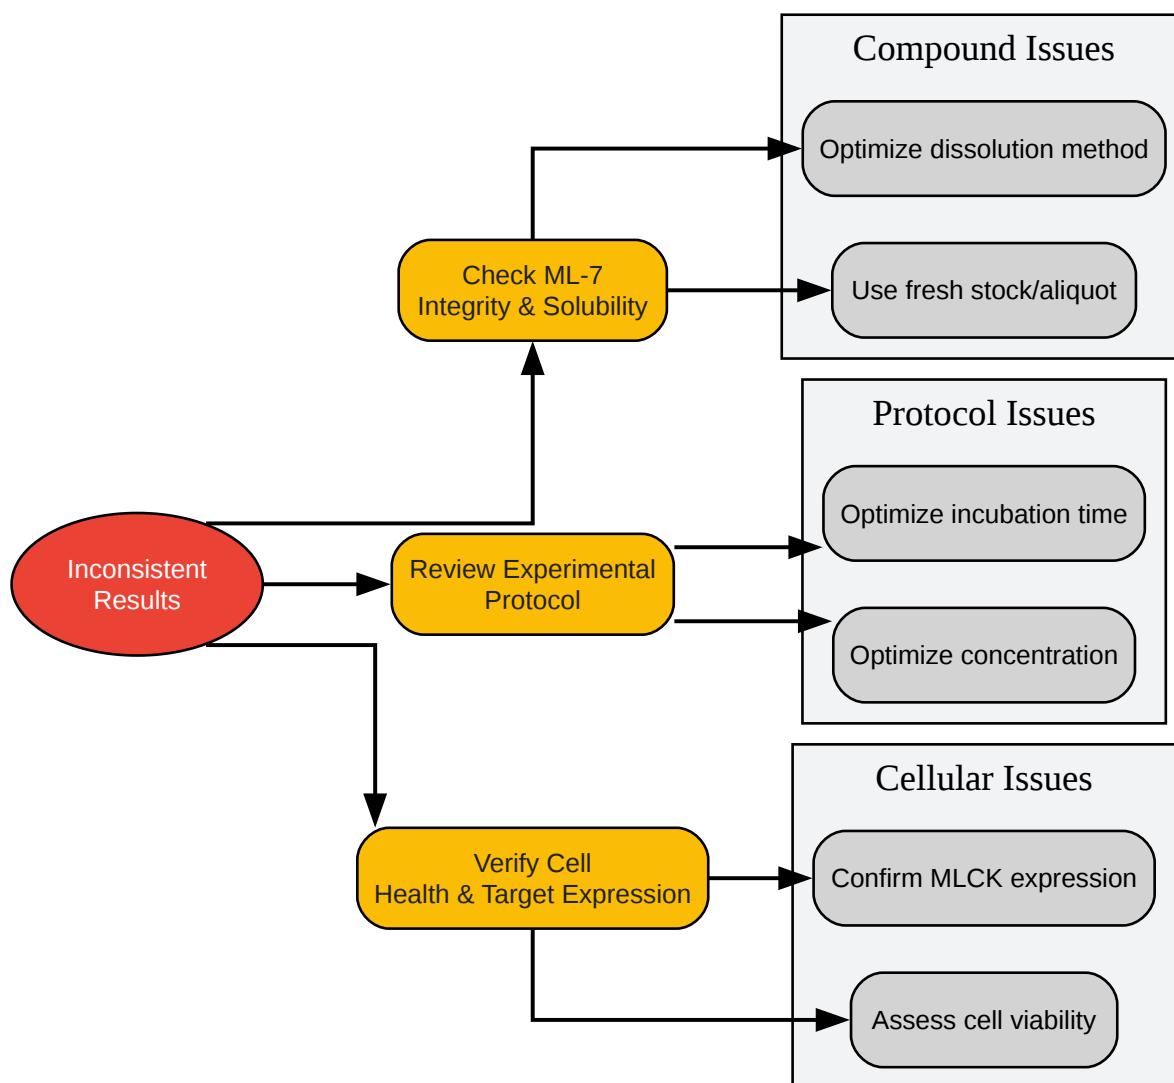 Compound Issues
Optimize dissolution method
Check ML-7
Integrity & Solubility
Use fresh stock/aliquot
Protocol Issues
Optimize incubation time
Inconsistent
Results
Review Experimental
Protocol
Optimize concentration
Cellular Issues
Verify Cell
Health & Target Expression
Confirm MLCK expression
Assess cell viability